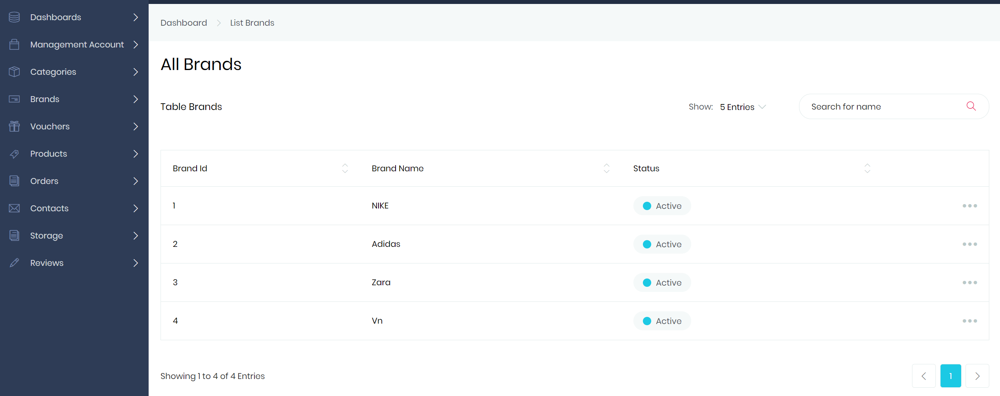 Dashboards
Management Account
Categories
Brands
Vouchers
Products
Orders
Contacts
Storage
Reviews
Dashboard List Brands
All Brands
Table Brands Show: 5 Entries Search for name
Brand Id Brand Name Status
1 NIKE Active
2 Adidas Active
3 Zara Active
4 Vn Active
Showing 1 to 4 of 4 Entries 1